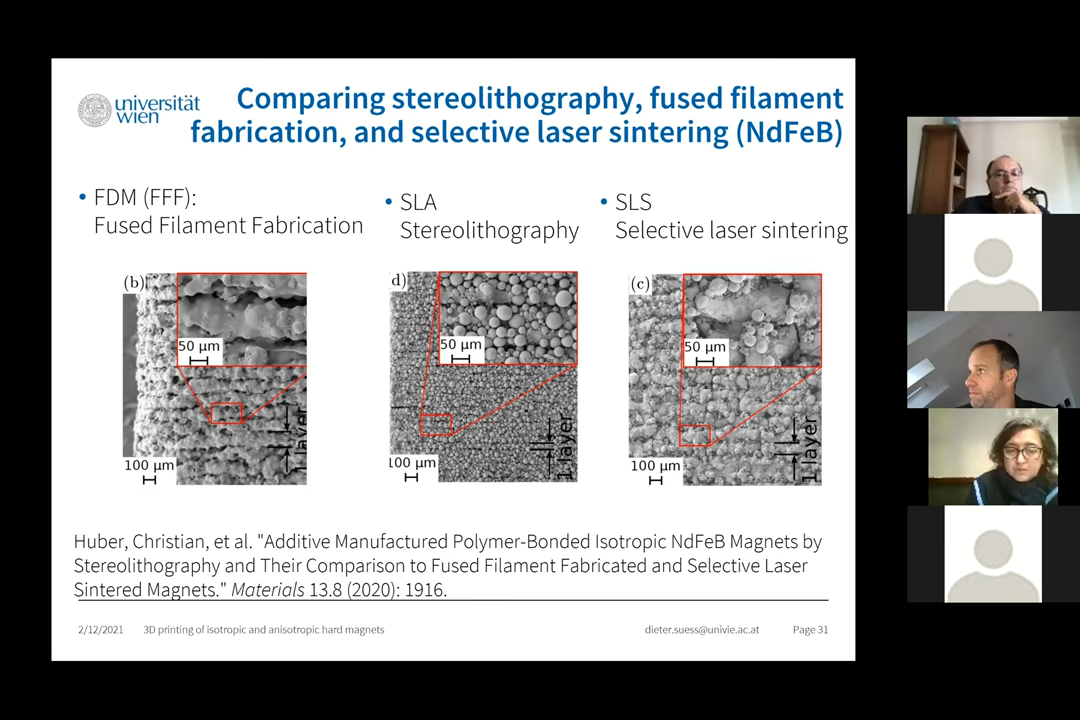 universität
wien
Comparing stereolithography, fused filament
fabrication, and selective laser sintering (NdFeB)
• FDM (FFF):
Fused Filament Fabrication
• SLA
Stereolithography
• SLS
Selective laser sintering
(b)
50 µm
100 µm
1 layer
d)
50 µm
100 µm
1 layer
(c)
50 µm
100 µm
1 layer
Huber, Christian, et al. "Additive Manufactured Polymer-Bonded Isotropic NdFeB Magnets by
Stereolithography and Their Comparison to Fused Filament Fabricated and Selective Laser
Sintered Magnets." Materials 13.8 (2020): 1916.
2/12/2021 3D printing of isotropic and anisotropic hard magnets dieter.suess@univie.ac.at Page 31